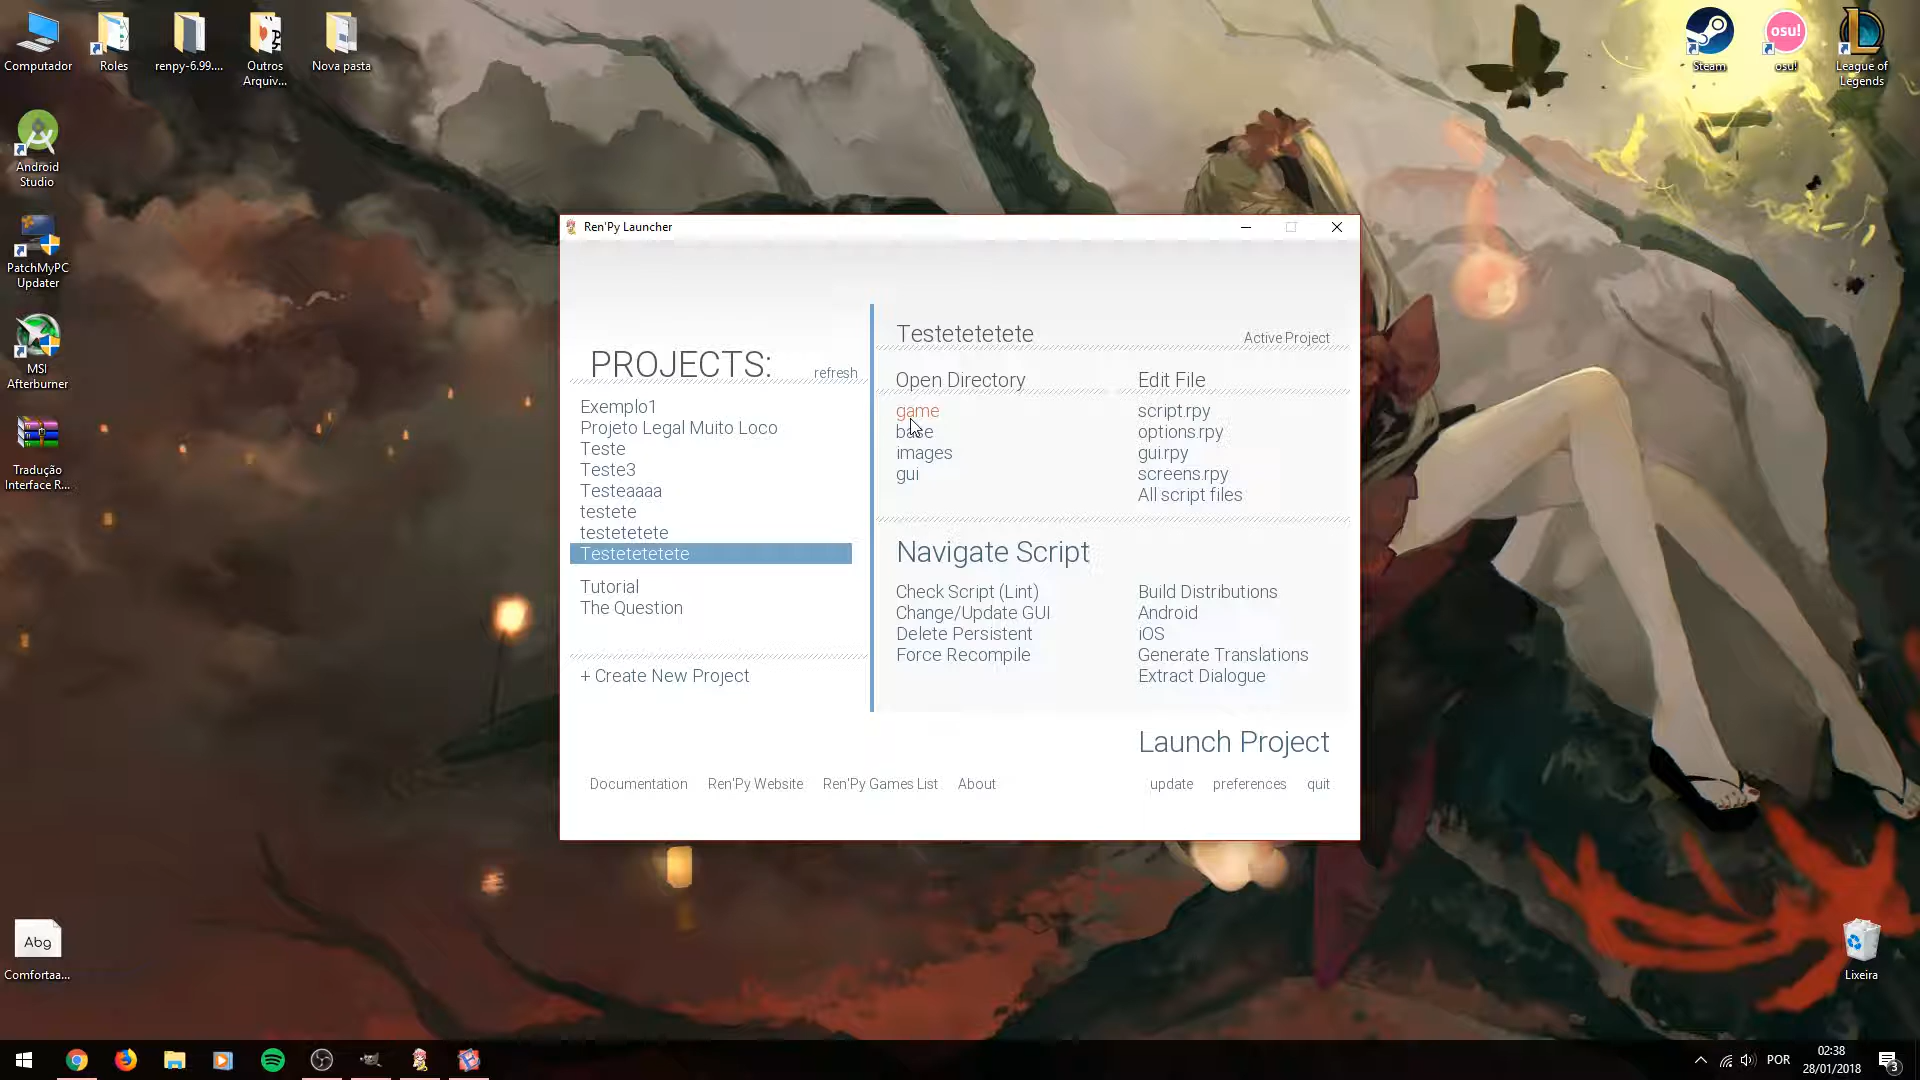 Computador
Roles
renpy-6.99....
Outros
Arquiv...
Nova pasta
Steam
osu!
osu!
League of
Legends
Android
Studio
PatchMyPC
Updater
MSI
Afterburner
Tradução
Interface R...
Abg
Comfortaa...
Lixeira
Ren'Py Launcher
PROJECTS:
refresh
Exemplo1
Projeto Legal Muito Loco
Teste
Teste3
Testeaaaa
testete
testetetete
Testetetetete
Tutorial
The Question
+ Create New Project
Testetetetete
Active Project
Open Directory
game
base
images
gui
Edit File
script.rpy
options.rpy
gui.rpy
screens.rpy
All script files
Navigate Script
Check Script (Lint)
Change/Update GUI
Delete Persistent
Force Recompile
Build Distributions
Android
iOS
Generate Translations
Extract Dialogue
Launch Project
Documentation
Ren'Py Website
Ren'Py Games List
About
update
preferences
quit
POR
02:38
28/01/2018
3